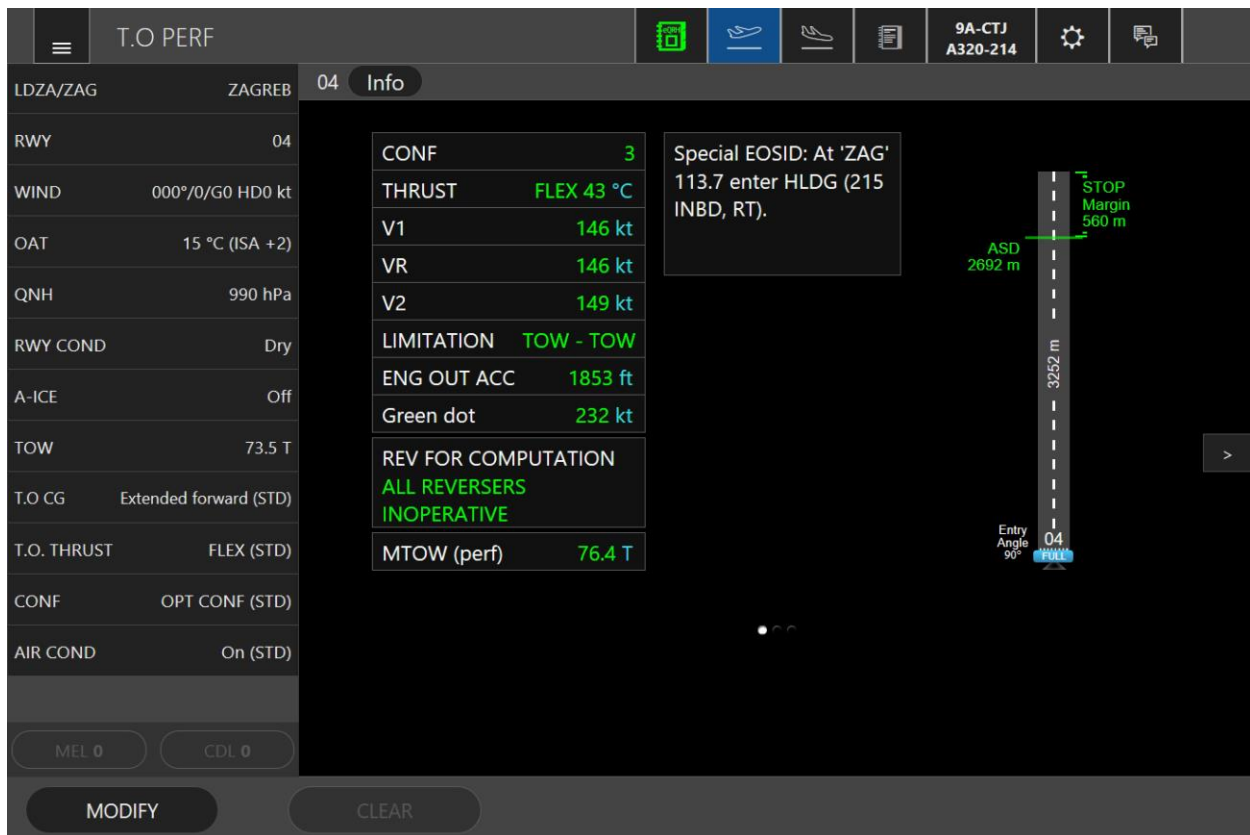 T.O PERF
eQRH
9A-CTJ
A320-214
LDZA/ZAG ZAGREB
RWY 04
WIND 000°/0/G0 HD0 kt
OAT 15 °C (ISA +2)
QNH 990 hPa
RWY COND Dry
A-ICE Off
TOW 73.5 T
T.O CG Extended forward (STD)
T.O. THRUST FLEX (STD)
CONF OPT CONF (STD)
AIR COND On (STD)
MEL 0 CDL 0
MODIFY CLEAR
04 Info
CONF 3
THRUST FLEX 43 °C
V1 146 kt
VR 146 kt
V2 149 kt
LIMITATION TOW - TOW
ENG OUT ACC 1853 ft
Green dot 232 kt
REV FOR COMPUTATION
ALL REVERSERS
INOPERATIVE
MTOW (perf) 76.4 T
Special EOSID: At 'ZAG'
113.7 enter HLDG (215
INBD, RT).
STOP
Margin
560 m
ASD
2692 m
3252 m
Entry
Angle
90°
04
FULL
>